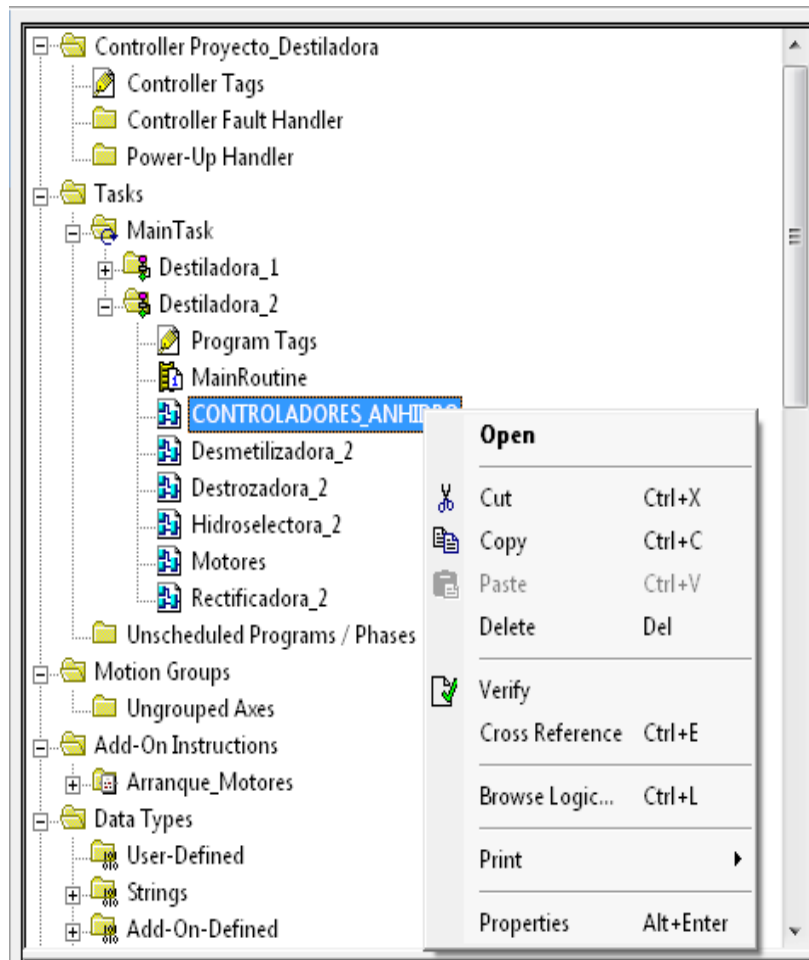 Controller Proyecto_Destiladora
Controller Tags
Controller Fault Handler
Power-Up Handler
Tasks
MainTask
Destiladora_1
Destiladora_2
Program Tags
MainRoutine
CONTROLADORES_ANHIDRO
Desmetilizadora_2
Destrozadora_2
Hidroselectora_2
Motores
Rectificadora_2
Unscheduled Programs / Phases
Motion Groups
Ungrouped Axes
Add-On Instructions
Arranque_Motores
Data Types
User-Defined
Strings
Add-On-Defined
Open
Cut Ctrl+X
Copy Ctrl+C
Paste Ctrl+V
Delete Del
Verify
Cross Reference Ctrl+E
Browse Logic... Ctrl+L
Print
Properties Alt+Enter